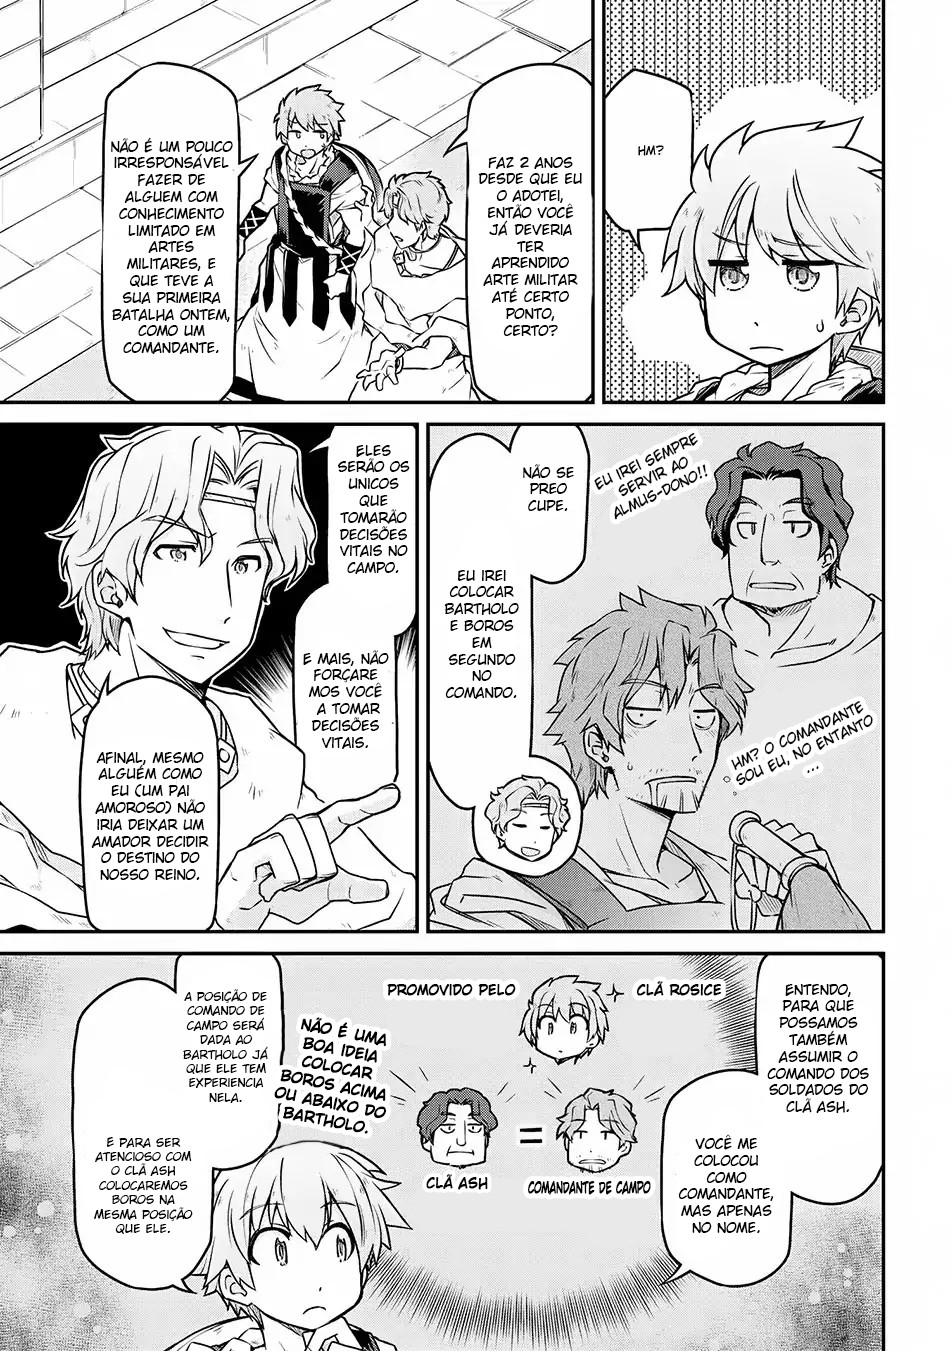 HM?
FAZ 2 ANOS
DESDE QUE EU
O ADOTEI,
ENTÃO VOCÊ
JÁ DEVERIA
TER
APRENDIDO
ARTE MILITAR
ATÉ CERTO
PONTO,
CERTO?
NÃO É UM POUCO
IRRESPONSÁVEL
FAZER DE
ALGUEM COM
CONHECIMENTO
LIMITADO EM
ARTES
MILITARES, E
QUE TEVE A
SUA PRIMEIRA
BATALHA ONTEM,
COMO UM
COMANDANTE.
EU IREI SEMPRE
SERVIR AO
ALMUS-DONO!!
NÃO SE
PREO
CUPE.
EU IREI
COLOCAR
BARTHOLO
E BOROS
EM
SEGUNDO
NO
COMANDO.
HM? O COMANDANTE
SOU EU, NO ENTANTO
...
ELES
SERÃO OS
UNICOS
QUE
TOMARÃO
DECISÕES
VITAIS NO
CAMPO.
E MAIS, NÃO
FORÇARE
MOS VOCÊ
A TOMAR
DECISÕES
VITAIS.
AFINAL, MESMO
ALGUÉM COMO
EU (UM PAI
AMOROSO) NÃO
IRIA DEIXAR UM
AMADOR DECIDIR
O DESTINO DO
NOSSO REINO.
ENTENDO,
PARA QUE
POSSAMOS
TAMBÉM
ASSUMIR O
COMANDO DOS
SOLDADOS DO
CLÃ ASH.
VOCÊ ME
COLOCOU
COMO
COMANDANTE,
MAS APENAS
NO NOME.
PROMOVIDO PELO
CLÃ ROSICE
CLÃ ASH
=
COMANDANTE DE CAMPO
NÃO É UMA
BOA IDEIA
COLOCAR
BOROS ACIMA
OU ABAIXO DO
BARTHOLO.
A POSIÇÃO DE
COMANDO DE
CAMPO SERÁ
DADA AO
BARTHOLO JÁ
QUE ELE TEM
EXPERIENCIA
NELA.
E PARA SER
ATENCIOSO COM
O CLÃ ASH
COLOCAREMOS
BOROS NA
MESMA POSIÇÃO
QUE ELE.